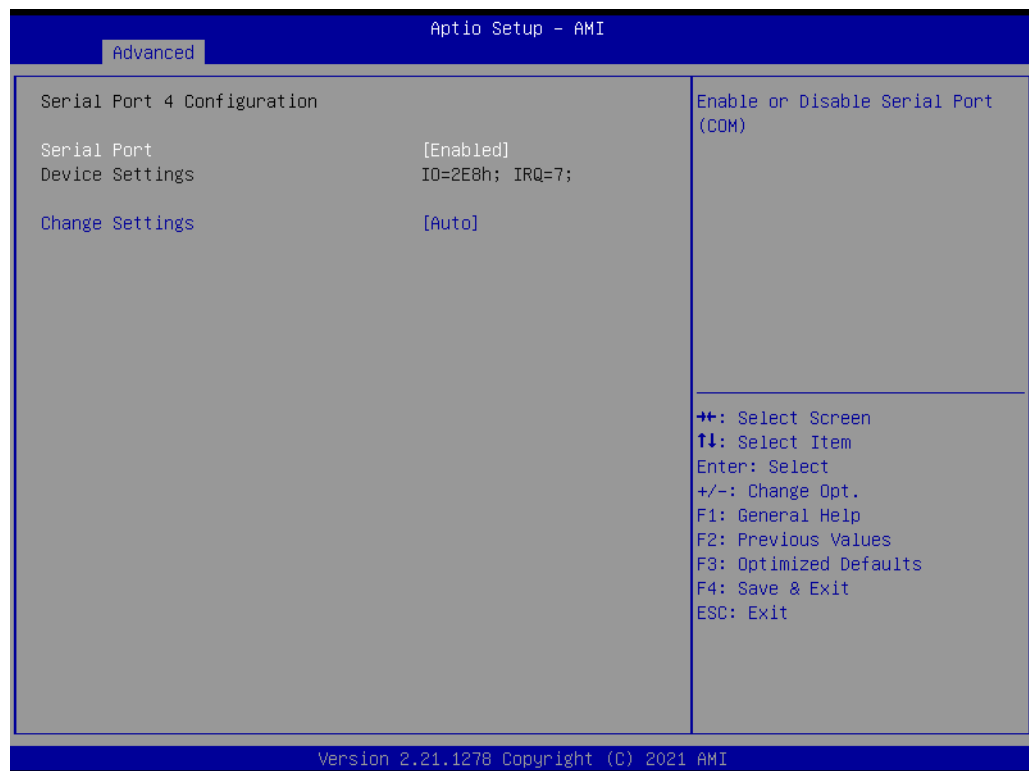 Aptio Setup – AMI
Advanced
Serial Port 4 Configuration
Serial Port [Enabled]
Device Settings IO=2E8h; IRQ=7;
Change Settings [Auto]
Enable or Disable Serial Port
(COM)
→←: Select Screen
↑↓: Select Item
Enter: Select
+/-: Change Opt.
F1: General Help
F2: Previous Values
F3: Optimized Defaults
F4: Save & Exit
ESC: Exit
Version 2.21.1278 Copyright (C) 2021 AMI